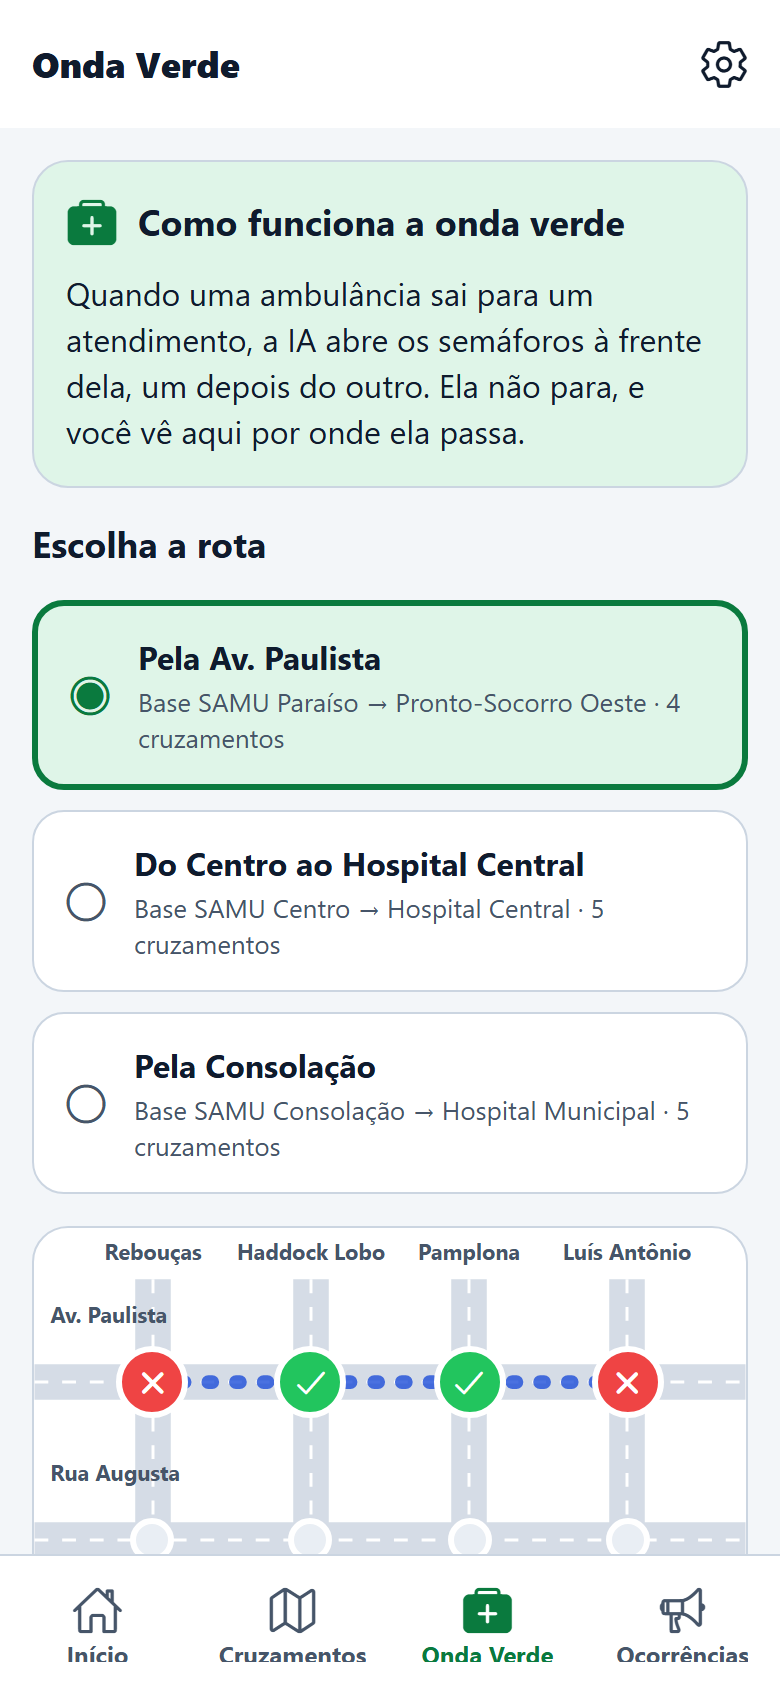 Onda Verde
Como funciona a onda verde
Quando uma ambulância sai para um
atendimento, a IA abre os semáforos à frente
dela, um depois do outro. Ela não para, e
você vê aqui por onde ela passa.
Escolha a rota
Pela Av. Paulista
Base SAMU Paraíso → Pronto-Socorro Oeste · 4
cruzamentos
Do Centro ao Hospital Central
Base SAMU Centro → Hospital Central · 5
cruzamentos
Pela Consolação
Base SAMU Consolação → Hospital Municipal · 5
cruzamentos
Rebouças Haddock Lobo Pamplona Luís Antônio
Av. Paulista
Rua Augusta
Início Cruzamentos Onda Verde Ocorrências